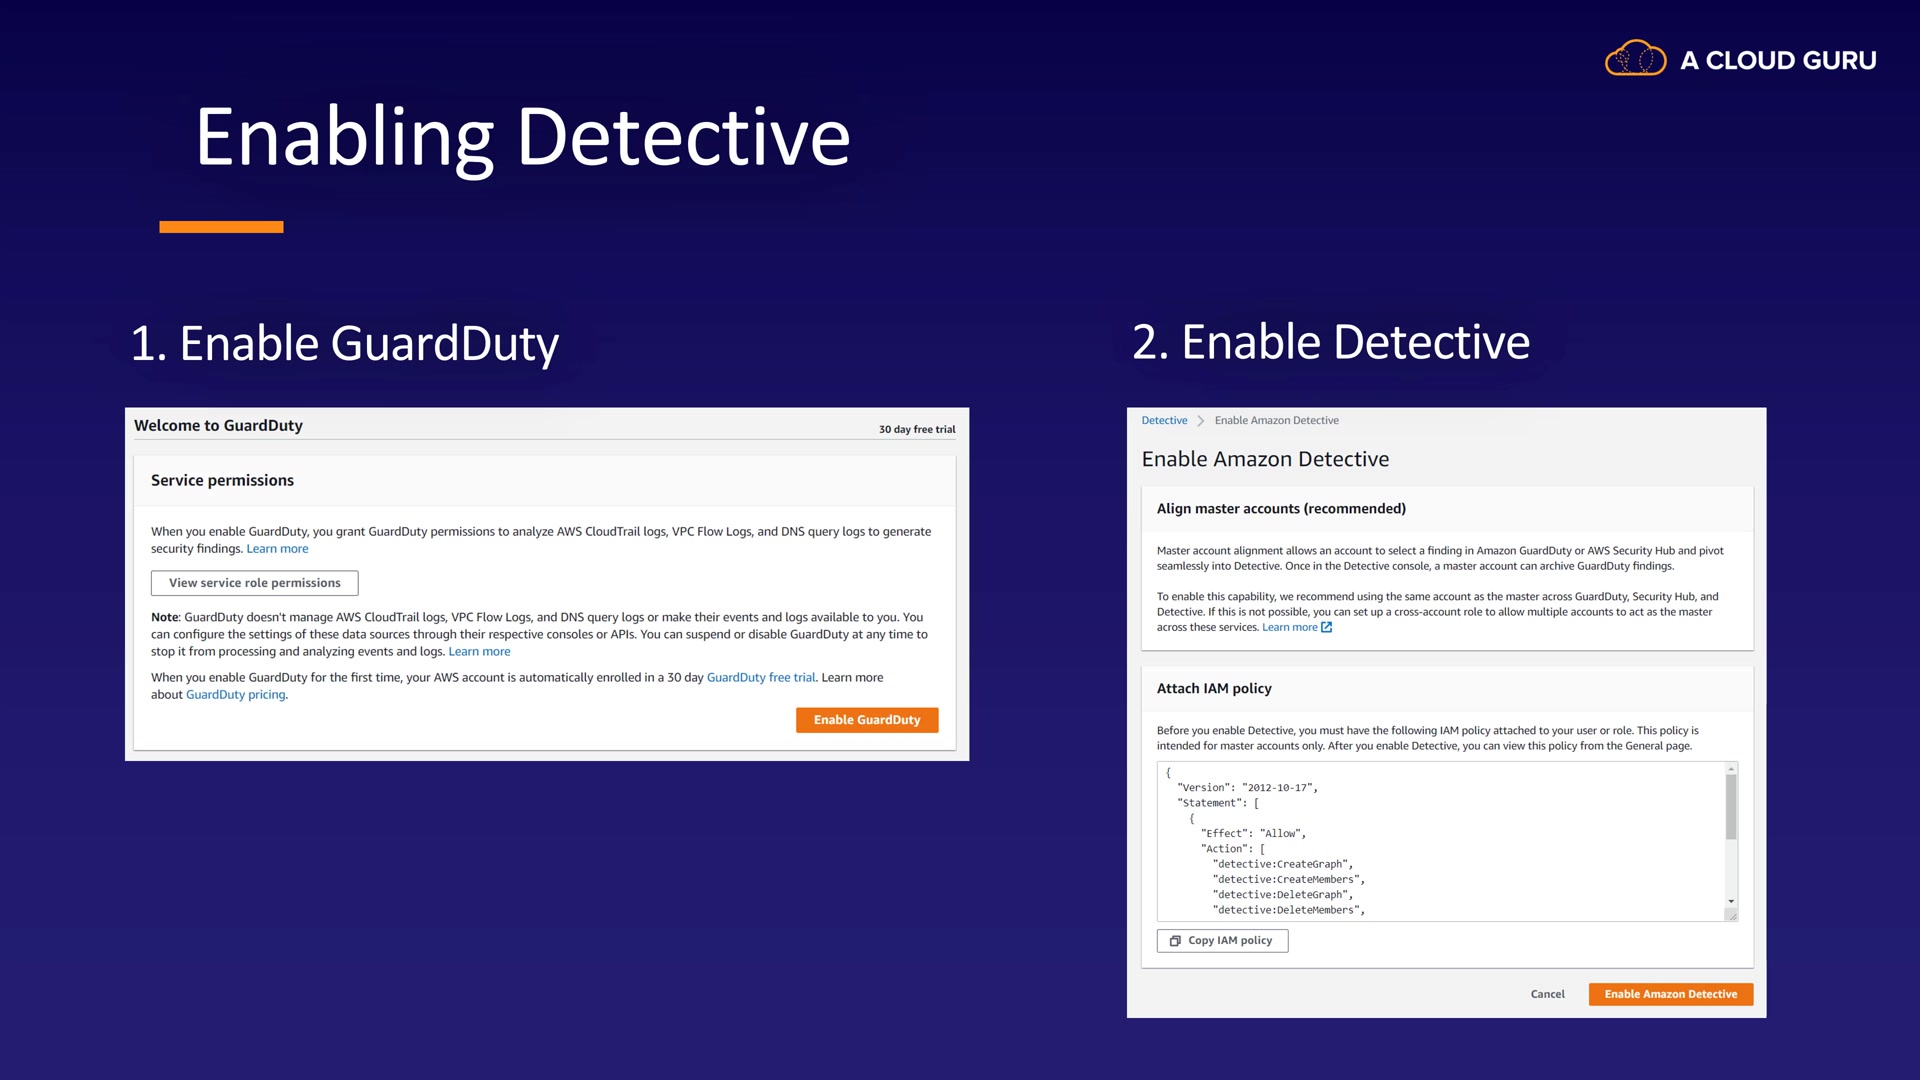 A CLOUD GURU
Enabling Detective
1. Enable GuardDuty
Welcome to GuardDuty
30 day free trial
Service permissions
When you enable GuardDuty, you grant GuardDuty permissions to analyze AWS CloudTrail logs, VPC Flow Logs, and DNS query logs to generate
security findings. Learn more
View service role permissions
Note: GuardDuty doesn't manage AWS CloudTrail logs, VPC Flow Logs, and DNS query logs or make their events and logs available to you. You
can configure the settings of these data sources through their respective consoles or APIs. You can suspend or disable GuardDuty at any time to
stop it from processing and analyzing events and logs. Learn more
When you enable GuardDuty for the first time, your AWS account is automatically enrolled in a 30 day GuardDuty free trial. Learn more
about GuardDuty pricing.
Enable GuardDuty
2. Enable Detective
Detective > Enable Amazon Detective
Enable Amazon Detective
Align master accounts (recommended)
Master account alignment allows an account to select a finding in Amazon GuardDuty or AWS Security Hub and pivot
seamlessly into Detective. Once in the Detective console, a master account can archive GuardDuty findings.
To enable this capability, we recommend using the same account as the master across GuardDuty, Security Hub, and
Detective. If this is not possible, you can set up a cross-account role to allow multiple accounts to act as the master
across these services. Learn more
Attach IAM policy
Before you enable Detective, you must have the following IAM policy attached to your user or role. This policy is
intended for master accounts only. After you enable Detective, you can view this policy from the General page.
{
"Version": "2012-10-17",
"Statement": [
{
"Effect": "Allow",
"Action": [
"detective:CreateGraph",
"detective:CreateMembers",
"detective:DeleteGraph",
"detective:DeleteMembers",
Copy IAM policy
Cancel
Enable Amazon Detective